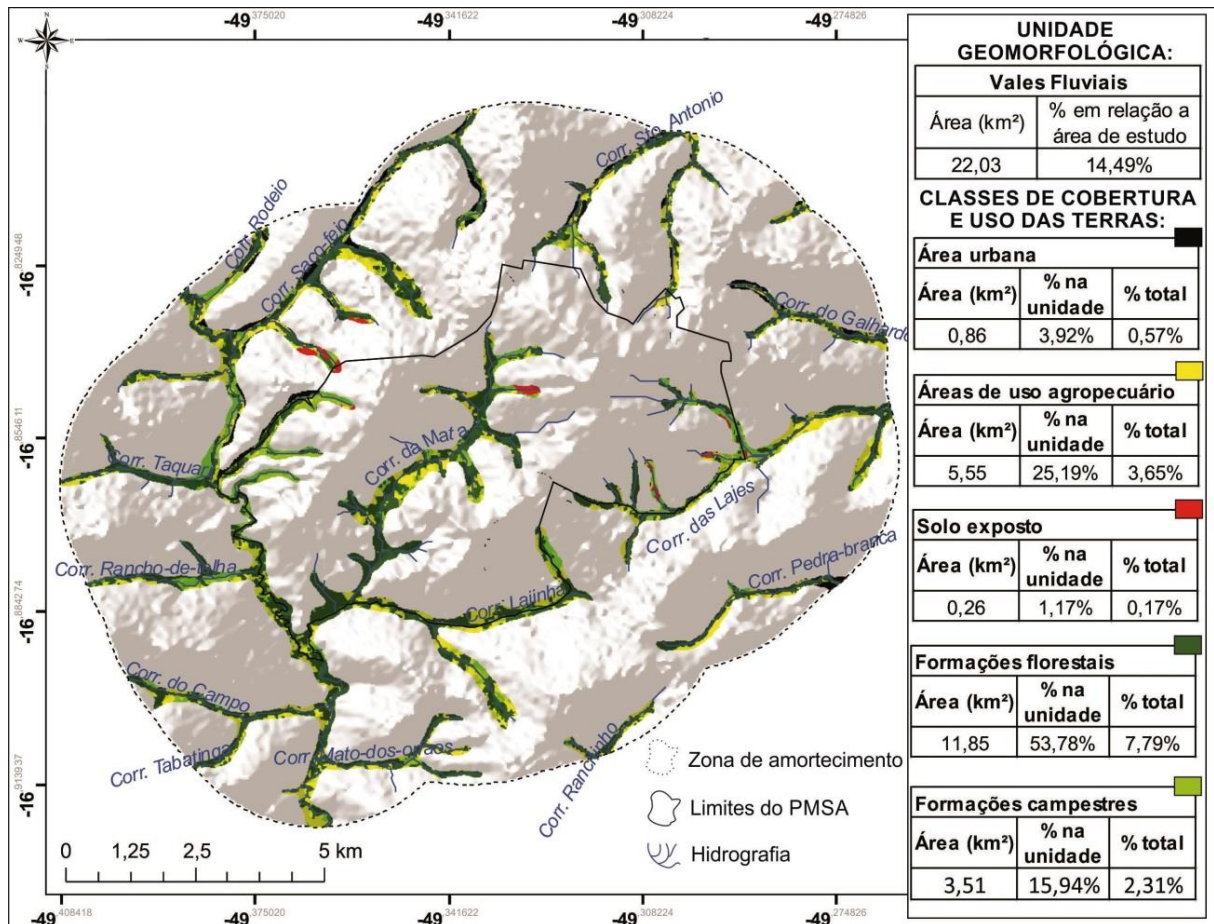 -49,375020 -49,341622 -49,308224 -49,274826
-16,824948
-16,854611
-16,884274
-16,913937
Corr. Rodeio
Corr. Saco-feio
Corr. Sto. Antonio
Corr. do Galhardo
Corr. da Mata
Corr. Taquari
Corr. das Lajes
Corr. Rancho-de-telha
Corr. Lajinha
Corr. Pedra-branca
Corr. do Campo
Corr. Tabatinga
Corr. Mato-dos-opaos
Corr. Ranchinho
Zona de amortecimento
Limites do PMSA
Hidrografia
0 1,25 2,5 5 km
-49,408418 -49,375020 -49,341622 -49,308224 -49,274826
UNIDADE
GEOMORFOLÓGICA:
Vales Fluviais
Área (km²) % em relação a
área de estudo
22,03 14,49%
CLASSES DE COBERTURA
E USO DAS TERRAS:
Área urbana
Área (km²) % na
unidade % total
0,86 3,92% 0,57%
Áreas de uso agropecuário
Área (km²) % na
unidade % total
5,55 25,19% 3,65%
Solo exposto
Área (km²) % na
unidade % total
0,26 1,17% 0,17%
Formações florestais
Área (km²) % na
unidade % total
11,85 53,78% 7,79%
Formações campestres
Área (km²) % na
unidade % total
3,51 15,94% 2,31%